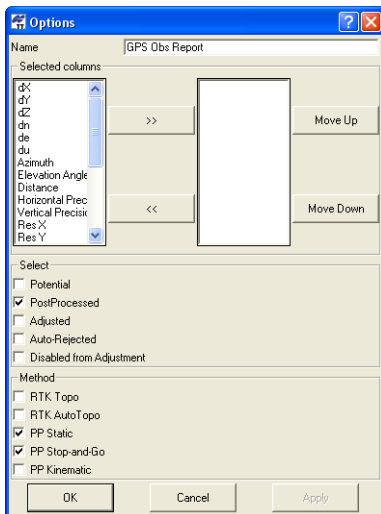 Options
Name GPS Obs Report
Selected columns
dX
dY
dZ
dn
de
du
Azimuth
Elevation Angle
Distance
Horizontal Prec
Vertical Precisic
Res X
Res Y
>>
<<
Move Up
Move Down
Select
Potential
PostProcessed
Adjusted
Auto-Rejected
Disabled from Adjustment
Method
RTK Topo
RTK AutoTopo
PP Static
PP Stop-and-Go
PP Kinematic
OK Cancel Apply